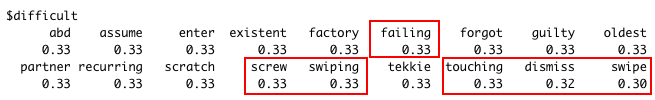 $difficult
abd assume enter existent factory failing forgot guilty oldest
0.33 0.33 0.33 0.33 0.33 0.33 0.33 0.33 0.33
partner recurring scratch screw swiping tekkie touching dismiss swipe
0.33 0.33 0.33 0.33 0.33 0.33 0.33 0.32 0.30